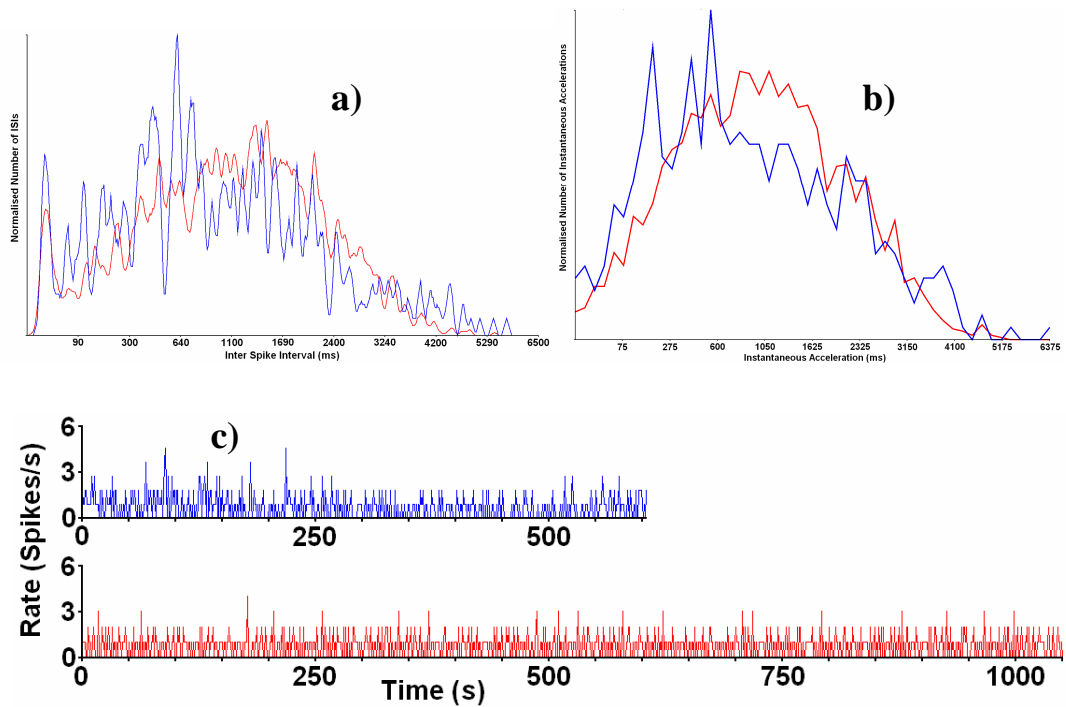 a)
Normalised Number of ISIs
90 300 640 1100 1690 2400 3240 4200 5290 6500
Inter Spike Interval (ms)
b)
Normalised Number of Instantaneous Accelerations
75 275 600 1050 1625 2325 3150 4100 5175 6375
Instantaneous Acceleration (ms)
c)
Rate (Spikes/s)
6
3
0
0 250 500
6
3
0
0 250 500 750 1000
Time (s)